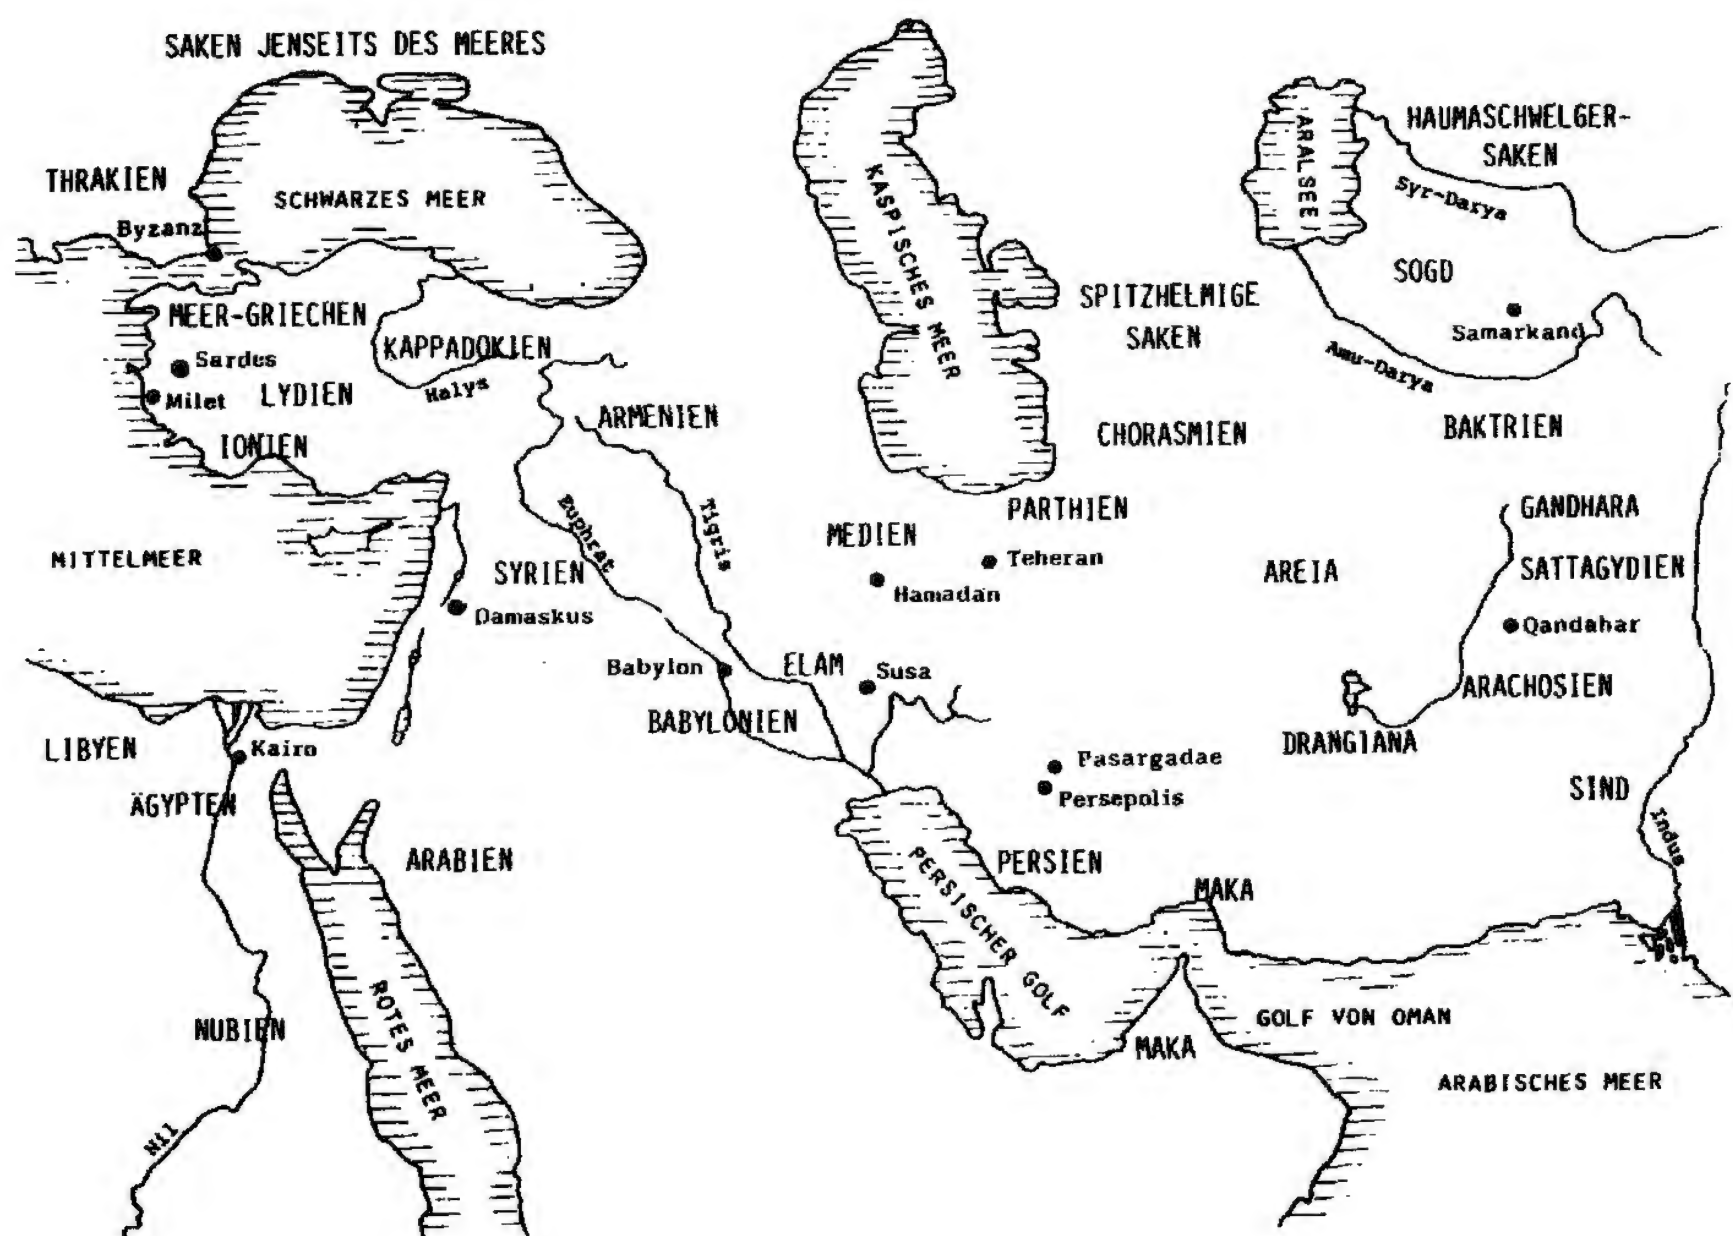 SAKEN JENSEITS DES MEERES
THRAKIEN
SCHWARZES MEER
Byzanz
MEER-GRIECHEN
KAPPADOKIEN
Sardes
Halys
LYDIEN
Milet
IONIEN
ARMENIEN
KASPISCHES MEER
ARALSEE
HAUMASCHWELGER-
SAKEN
Syr-Darya
SOGD
Samarkand
SPITZHELMIGE
SAKEN
Amu-Darya
CHORASMIEN
BAKTRIEN
MITTELMEER
SYRIEN
Euphrat
Tigris
Damaskus
MEDIEN
PARTHIEN
Teheran
Hamadan
AREIA
GANDHARA
SATTAGYDIEN
Qandahar
Babylon
ELAM
Susa
BABYLONIEN
ARACHOSIEN
DRANGIANA
LIBYEN
Kairo
ÄGYPTEN
Pasargadae
Persepolis
SIND
Indus
ARABIEN
PERSIEN
MAKA
PERSISCHER GOLF
ROTES MEER
NUBIEN
MAKA
GOLF VON OMAN
ARABISCHES MEER
Nil